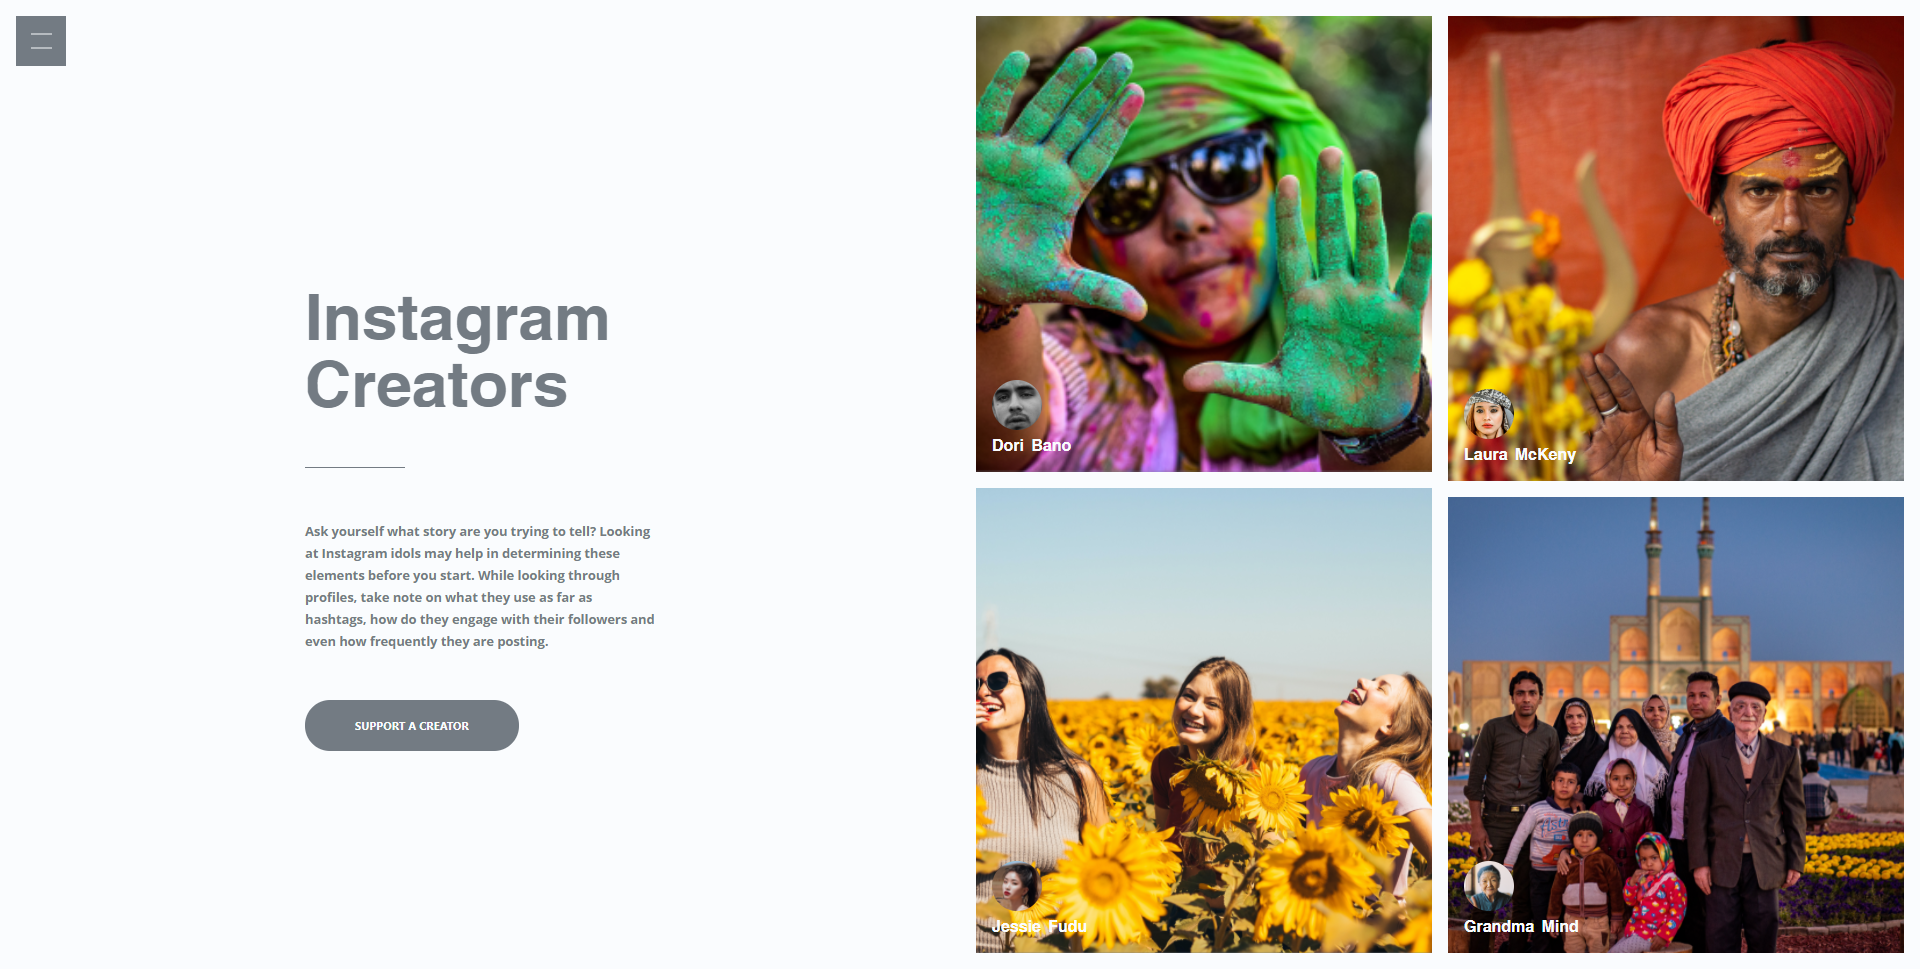 Instagram
Creators
Ask yourself what story are you trying to tell? Looking
at Instagram idols may help in determining these
elements before you start. While looking through
profiles, take note on what they use as far as
hashtags, how do they engage with their followers and
even how frequently they are posting.
SUPPORT A CREATOR
Dori Bano
Laura McKeny
Jessie Fudu
Grandma Mind